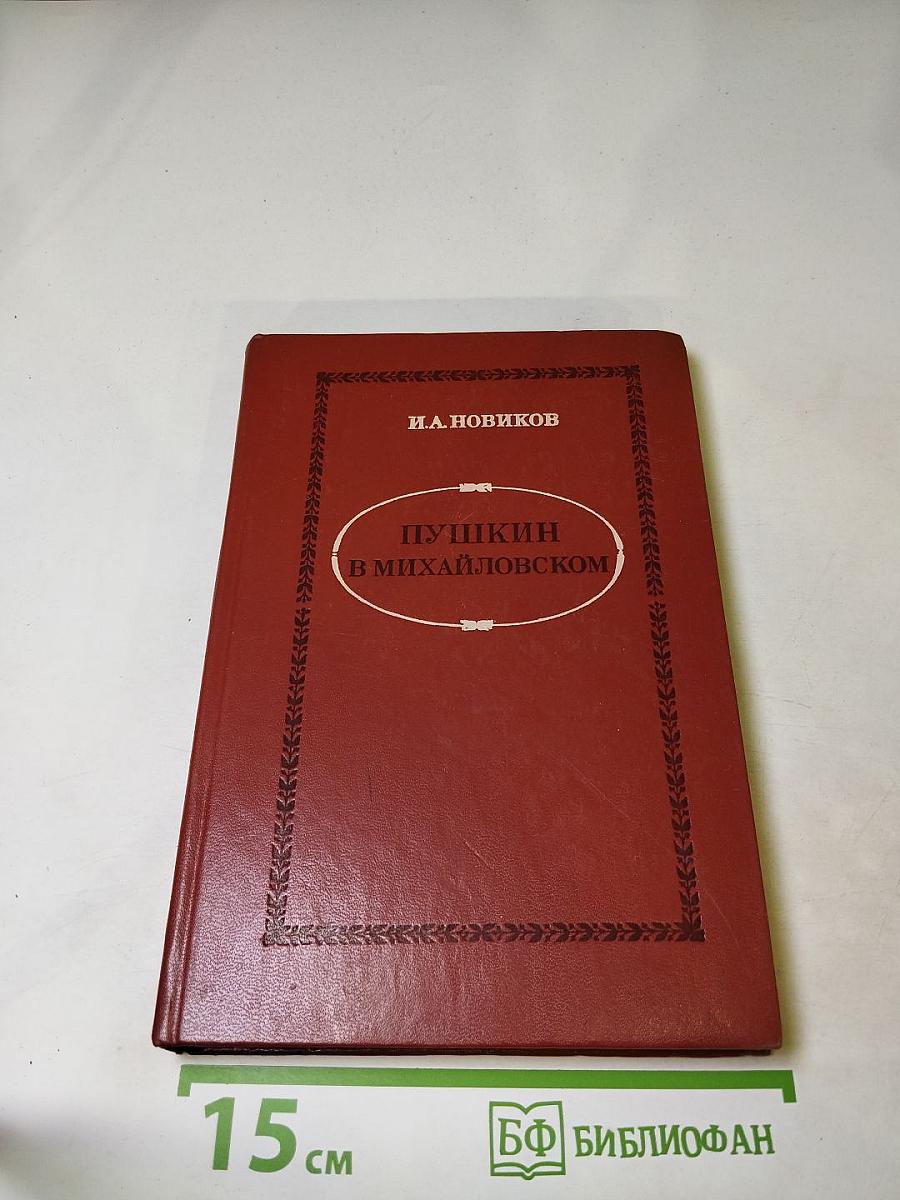 И.А. НОВИКОВ
ПУШКИН
В МИХАЙЛОВСКОМ
15 см
БФ БИБЛИОФАН